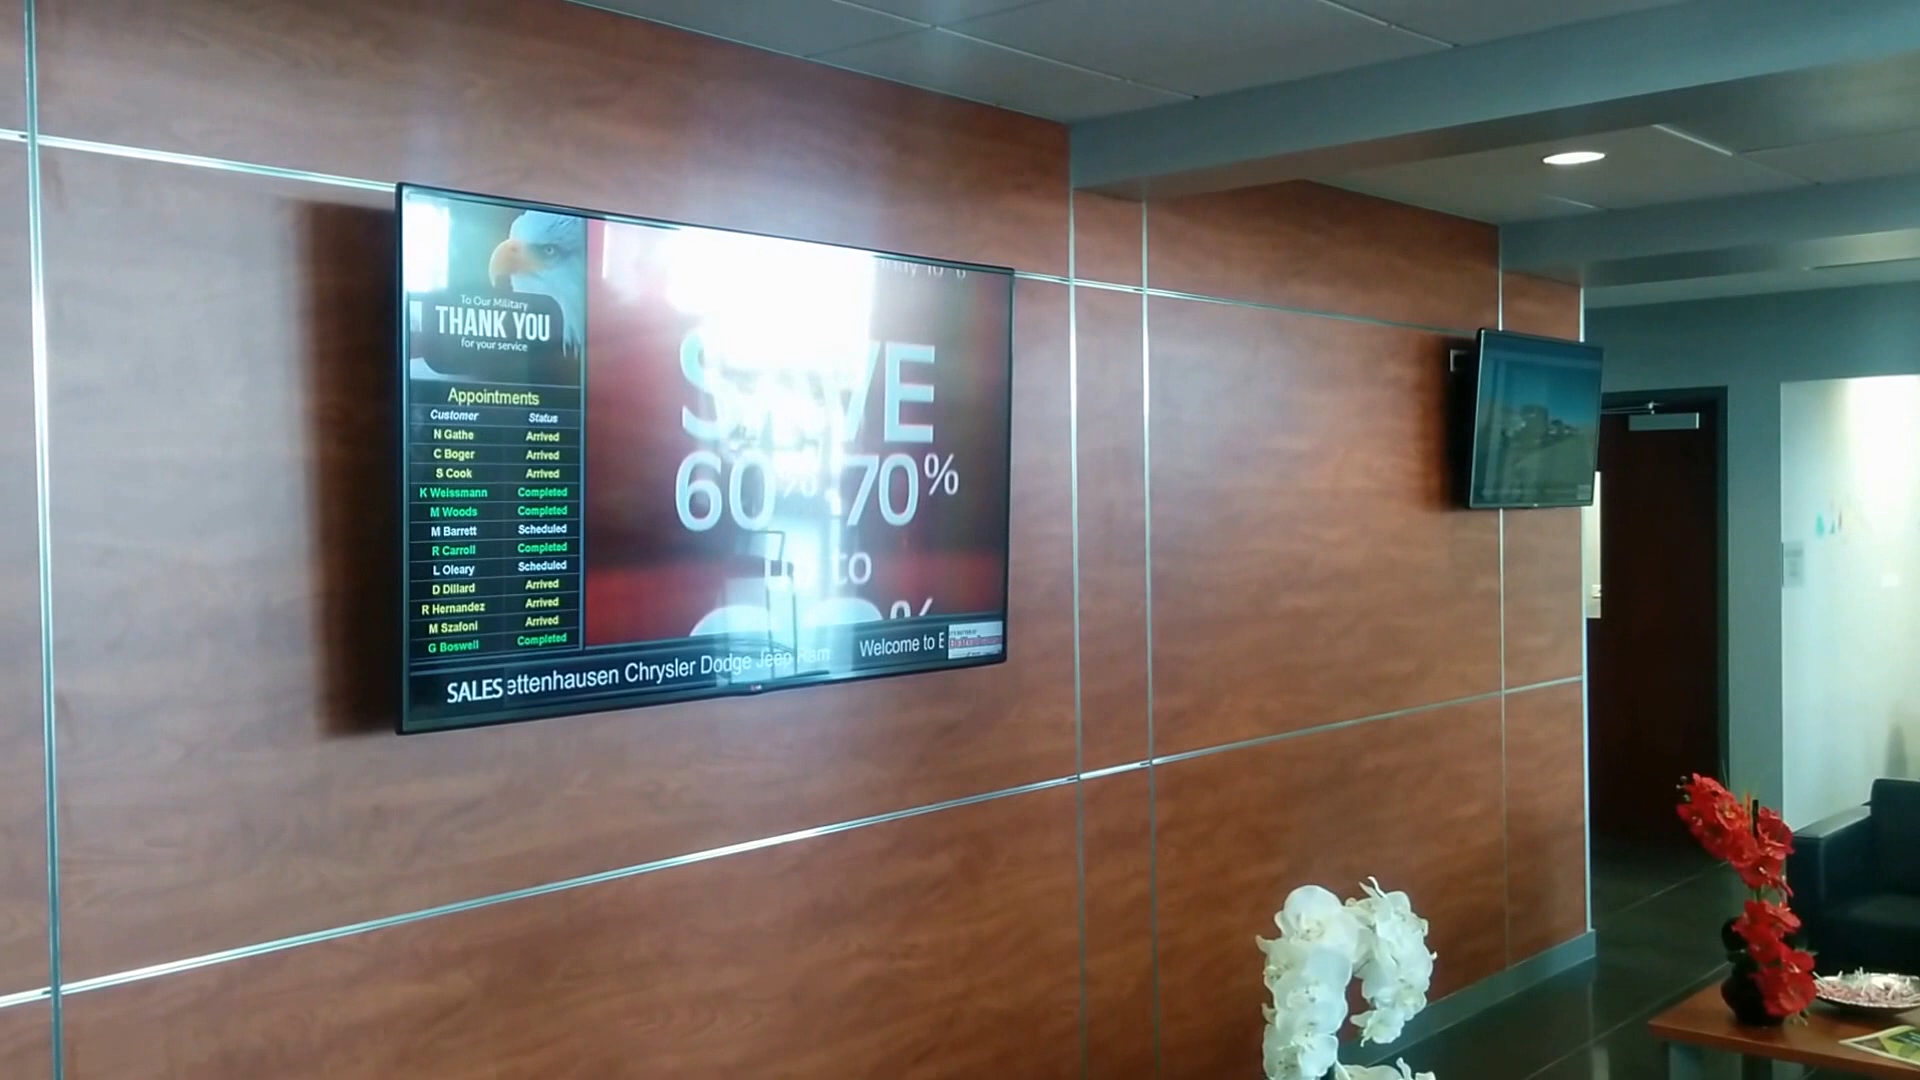 To Our Military
THANK YOU
for your service
Appointments
Customer Status
N Gathe Arrived
C Boger Arrived
S Cook Arrived
K Weissmann Completed
M Woods Completed
M Barrett Scheduled
R Carroll Completed
L Oleary Scheduled
D Dillard Arrived
R Hernandez Arrived
M Szafoni Arrived
G Boswell Completed
SAVE
60% 70%
up to
%
SALES ettenhausen Chrysler Dodge Jeep Ram Welcome to B